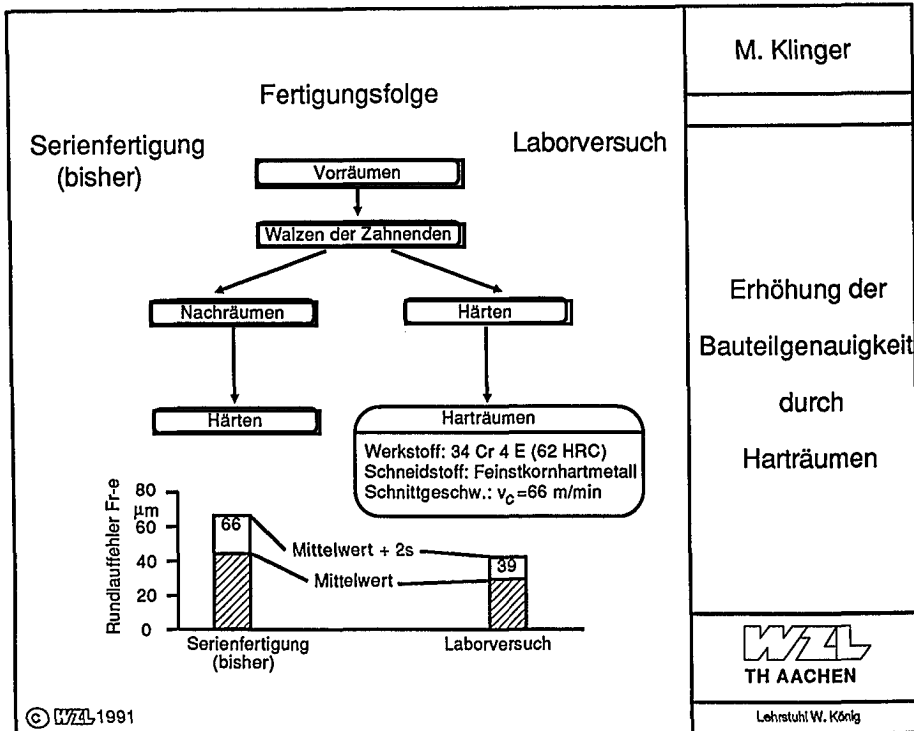 M. Klinger
Fertigungsfolge
Serienfertigung
(bisher)
Laborversuch
Vorräumen
Walzen der Zahnenden
Nachräumen
Härten
Härten
Harträumen
Werkstoff: 34 Cr 4 E (62 HRC)
Schneidstoff: Feinstkornhartmetall
Schnittgeschw.: vc=66 m/min
Erhöhung der
Bauteilgenauigkeit
durch
Harträumen
Rundlauffehler Fr-e
80
µm
60
40
20
0
66
Mittelwert + 2s
Mittelwert
39
Serienfertigung
(bisher)
Laborversuch
WZL
TH AACHEN
Lehrstuhl W. König
© WZL 1991